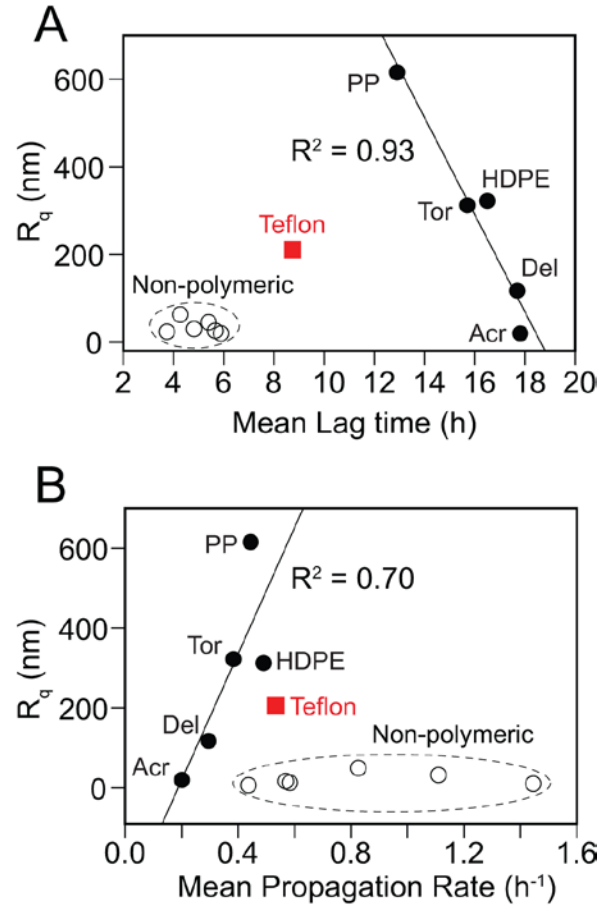 A
R_q (nm)
600
400
200
0
PP
R² = 0.93
HDPE
Tor
Teflon
Non-polymeric
Del
Acr
2 4 6 8 10 12 14 16 18 20
Mean Lag time (h)
B
R_q (nm)
600
400
200
0
PP
R² = 0.70
Tor
HDPE
Teflon
Del
Non-polymeric
Acr
0.0 0.4 0.8 1.2 1.6
Mean Propagation Rate (h⁻¹)